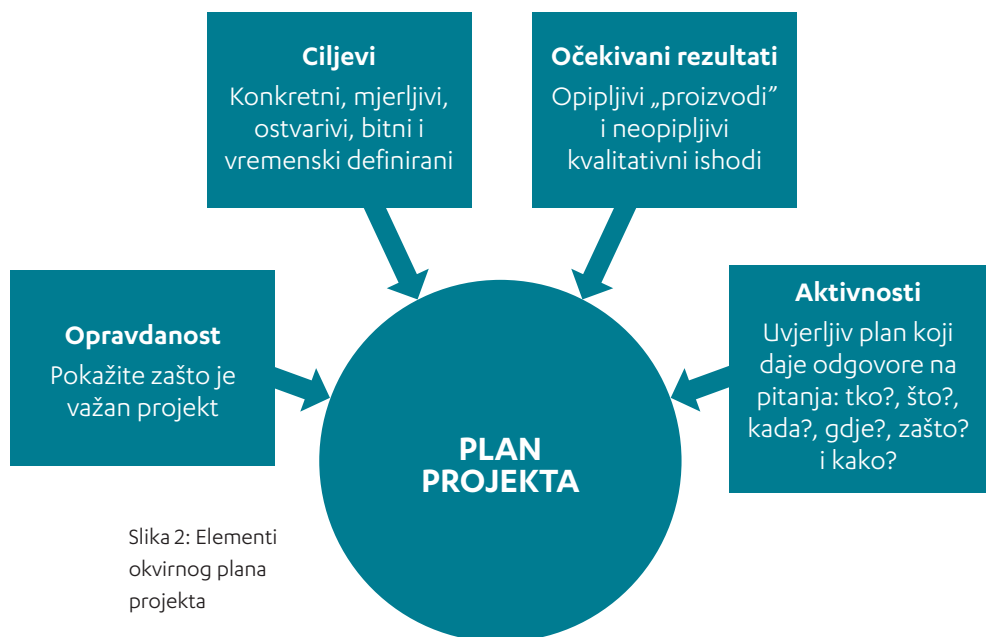 Ciljevi
Konkretni, mjerljivi,
ostvarivi, bitni i
vremenski definirani
Očekivani rezultati
Opipljivi „proizvodi”
i neopipljivi
kvalitativni ishodi
Opravdanost
Pokažite zašto je
važan projekt
Aktivnosti
Uvjerljiv plan koji
daje odgovore na
pitanja: tko?, što?,
kada?, gdje?, zašto?
i kako?
PLAN
PROJEKTA
Slika 2: Elementi
okvirnog plana
projekta